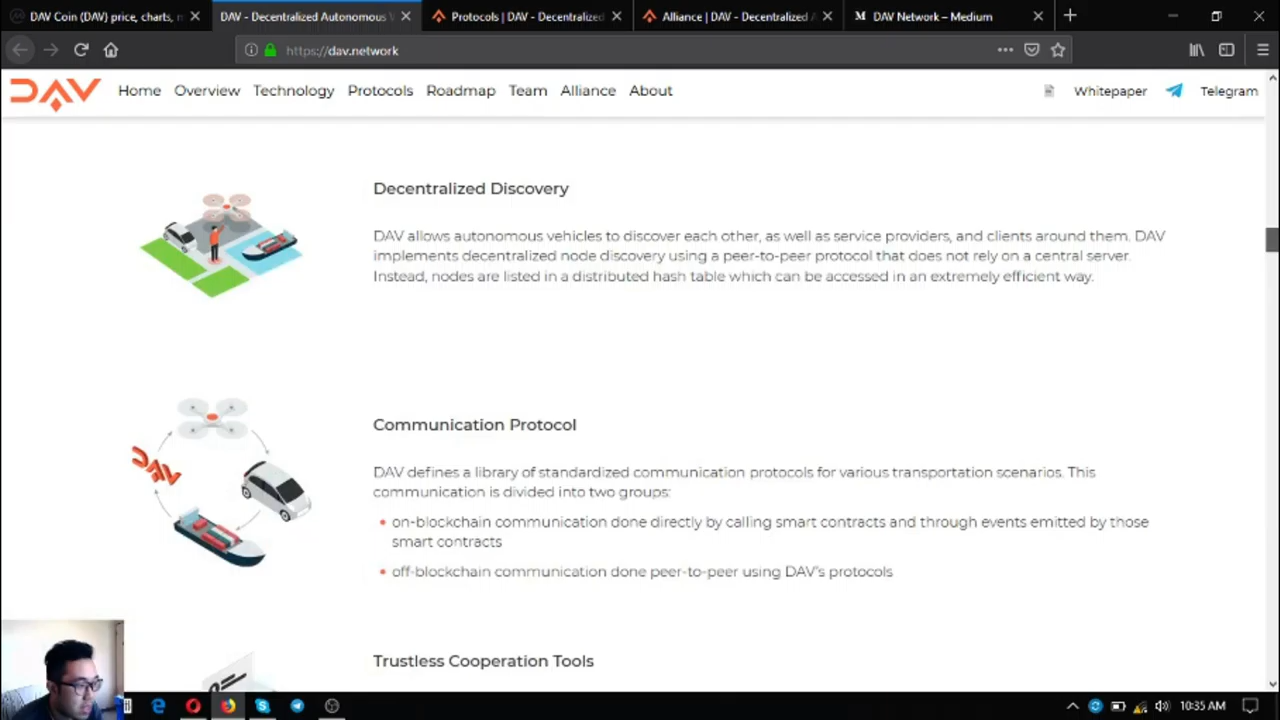 DAV Coin (DAV) price, charts, m
DAV - Decentralized Autonomous V
Protocols | DAV - Decentralized
Alliance | DAV - Decentralized A
M DAV Network – Medium
https://dav.network
DAV
Home Overview Technology Protocols Roadmap Team Alliance About Whitepaper Telegram
Decentralized Discovery
DAV allows autonomous vehicles to discover each other, as well as service providers, and clients around them. DAV
implements decentralized node discovery using a peer-to-peer protocol that does not rely on a central server.
Instead, nodes are listed in a distributed hash table which can be accessed in an extremely efficient way.
DAV
Communication Protocol
DAV defines a library of standardized communication protocols for various transportation scenarios. This
communication is divided into two groups:
on-blockchain communication done directly by calling smart contracts and through events emitted by those
smart contracts
off-blockchain communication done peer-to-peer using DAV's protocols
Trustless Cooperation Tools
10:35 AM